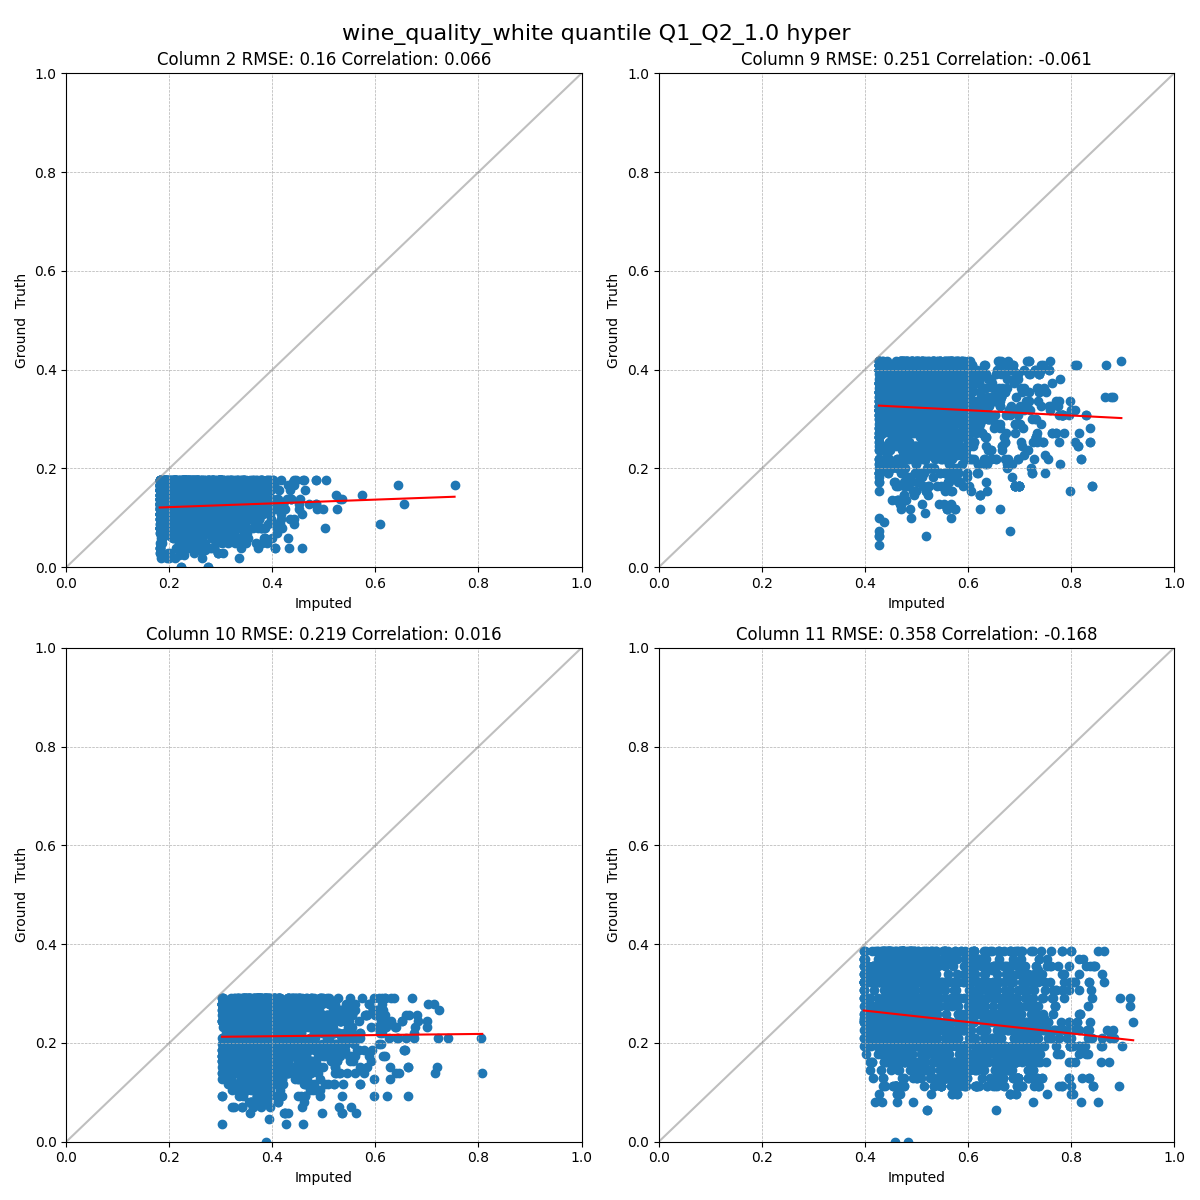 wine_quality_white quantile Q1_Q2_1.0 hyper
Column 2 RMSE: 0.16 Correlation: 0.066
1.0
0.8
0.6
0.4
0.2
0.0
Ground Truth
0.0 0.2 0.4 0.6 0.8 1.0
Imputed
Column 9 RMSE: 0.251 Correlation: -0.061
1.0
0.8
0.6
0.4
0.2
0.0
Ground Truth
0.0 0.2 0.4 0.6 0.8 1.0
Imputed
Column 10 RMSE: 0.219 Correlation: 0.016
1.0
0.8
0.6
0.4
0.2
0.0
Ground Truth
0.0 0.2 0.4 0.6 0.8 1.0
Imputed
Column 11 RMSE: 0.358 Correlation: -0.168
1.0
0.8
0.6
0.4
0.2
0.0
Ground Truth
0.0 0.2 0.4 0.6 0.8 1.0
Imputed